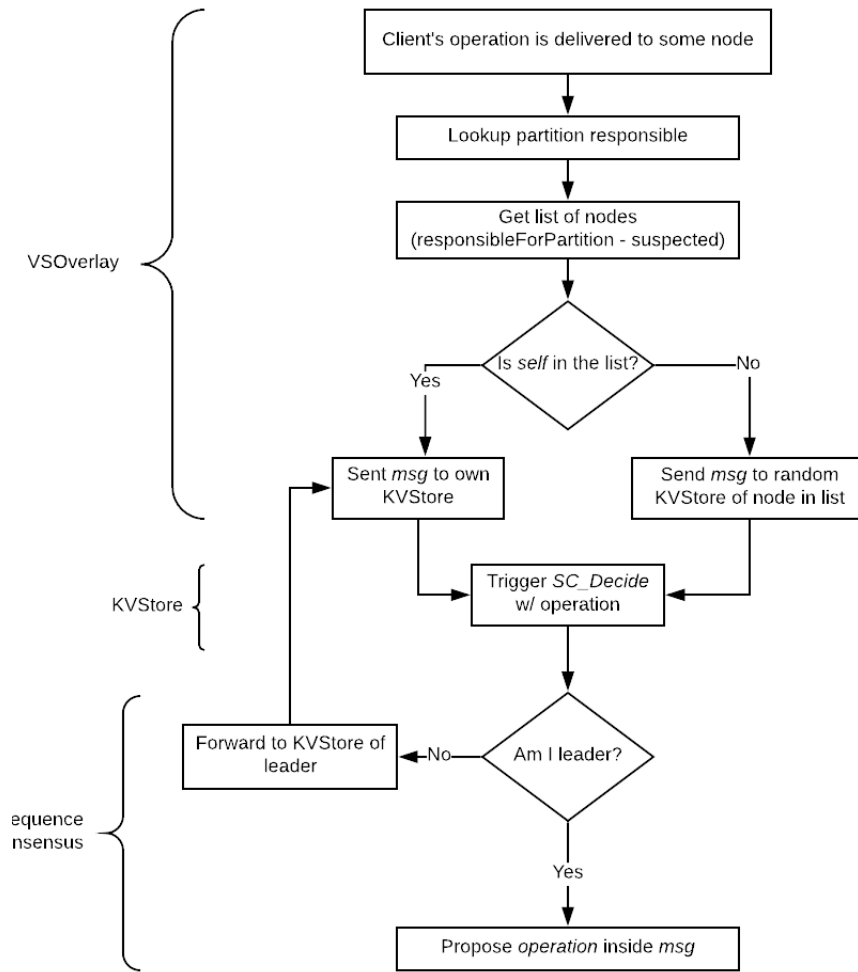 Client's operation is delivered to some node
Lookup partition responsible
Get list of nodes
(responsibleForPartition - suspected)
VSOverlay
Is self in the list?
Yes
No
Sent msg to own
KVStore
Send msg to random
KVStore of node in list
Trigger SC_Decide
w/ operation
KVStore
Forward to KVStore of
leader
No
Am I leader?
equence
nsensus
Yes
Propose operation inside msg